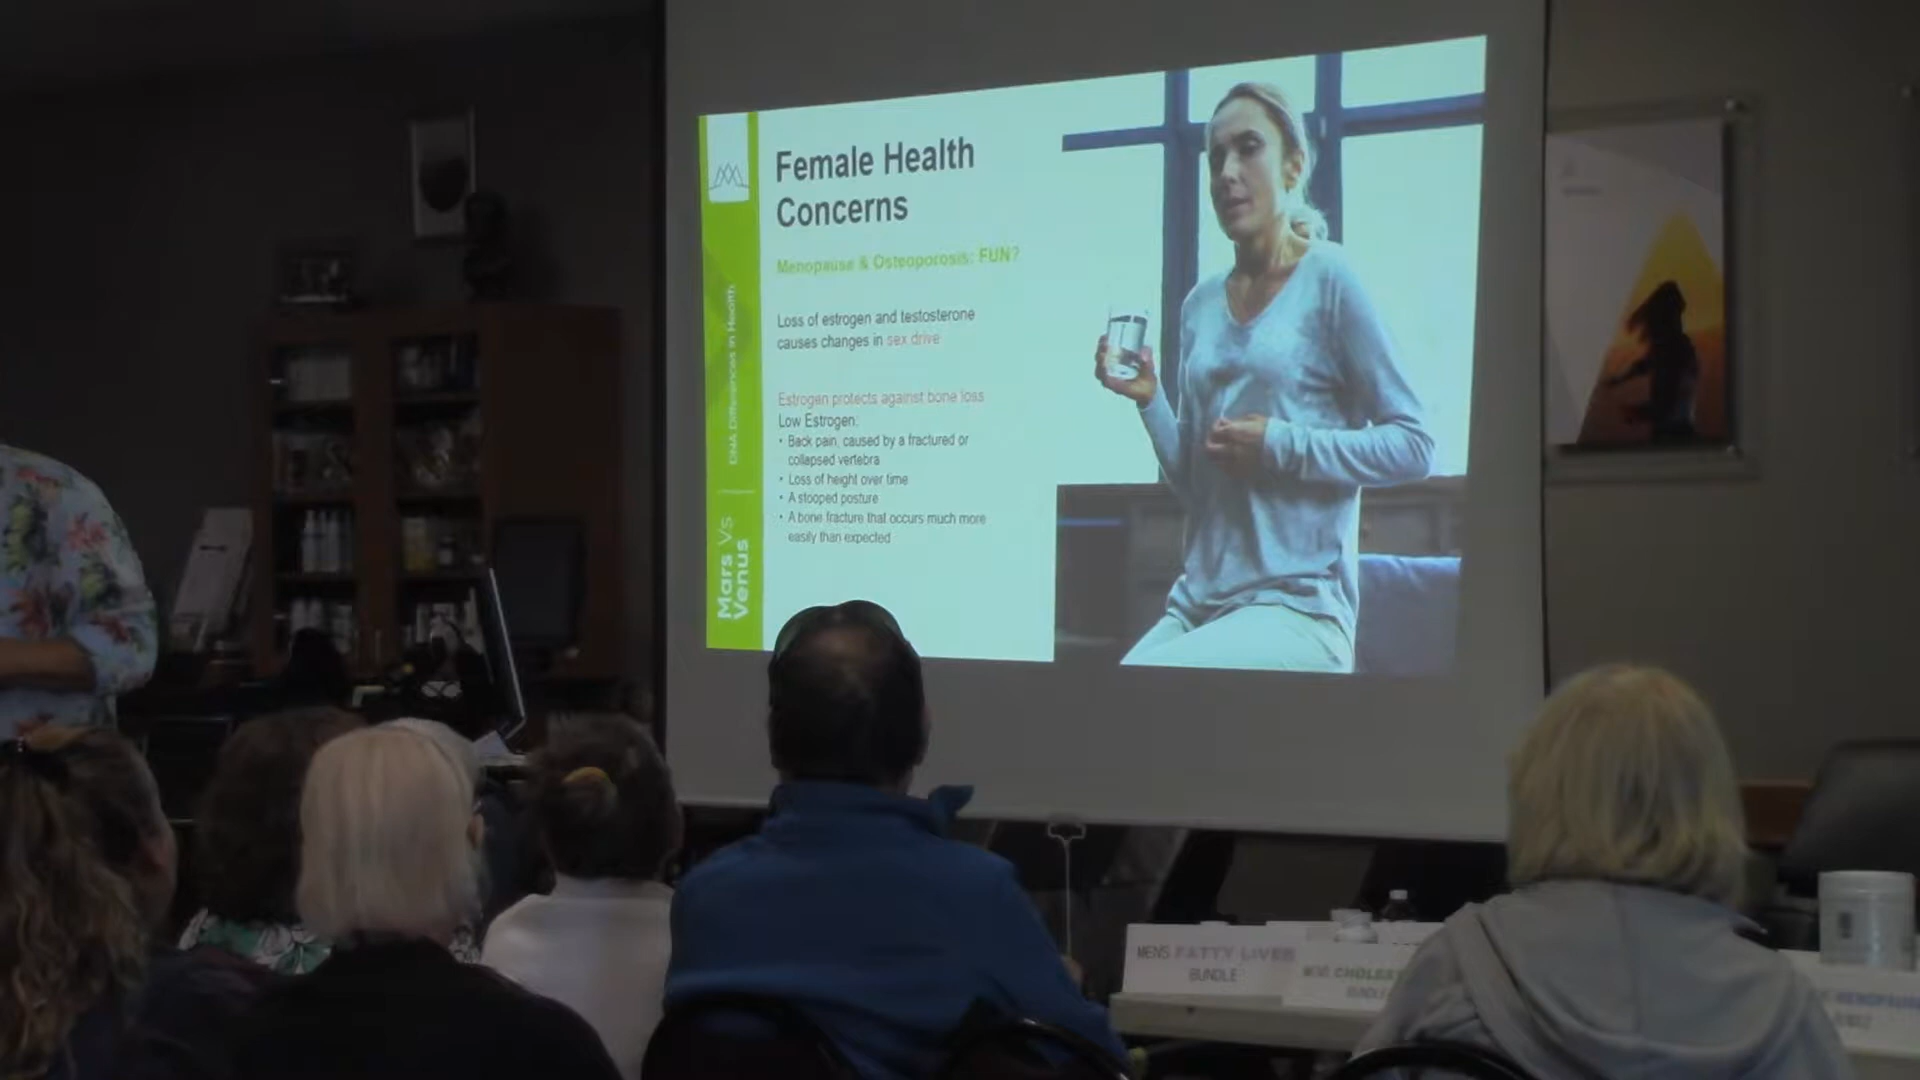 Female Health
Concerns
Menopause & Osteoporosis: FUN?
Loss of estrogen and testosterone
causes changes in sex drive
Estrogen protects against bone loss
Low Estrogen:
• Back pain, caused by a fractured or
collapsed vertebra
• Loss of height over time
• A stooped posture
• A bone fracture that occurs much more
easily than expected
DNA Differences in Health
Mars Vs
Venus
MENS FATTY LIVER
BUNDLE
BUNDLE
MENOPAUSE